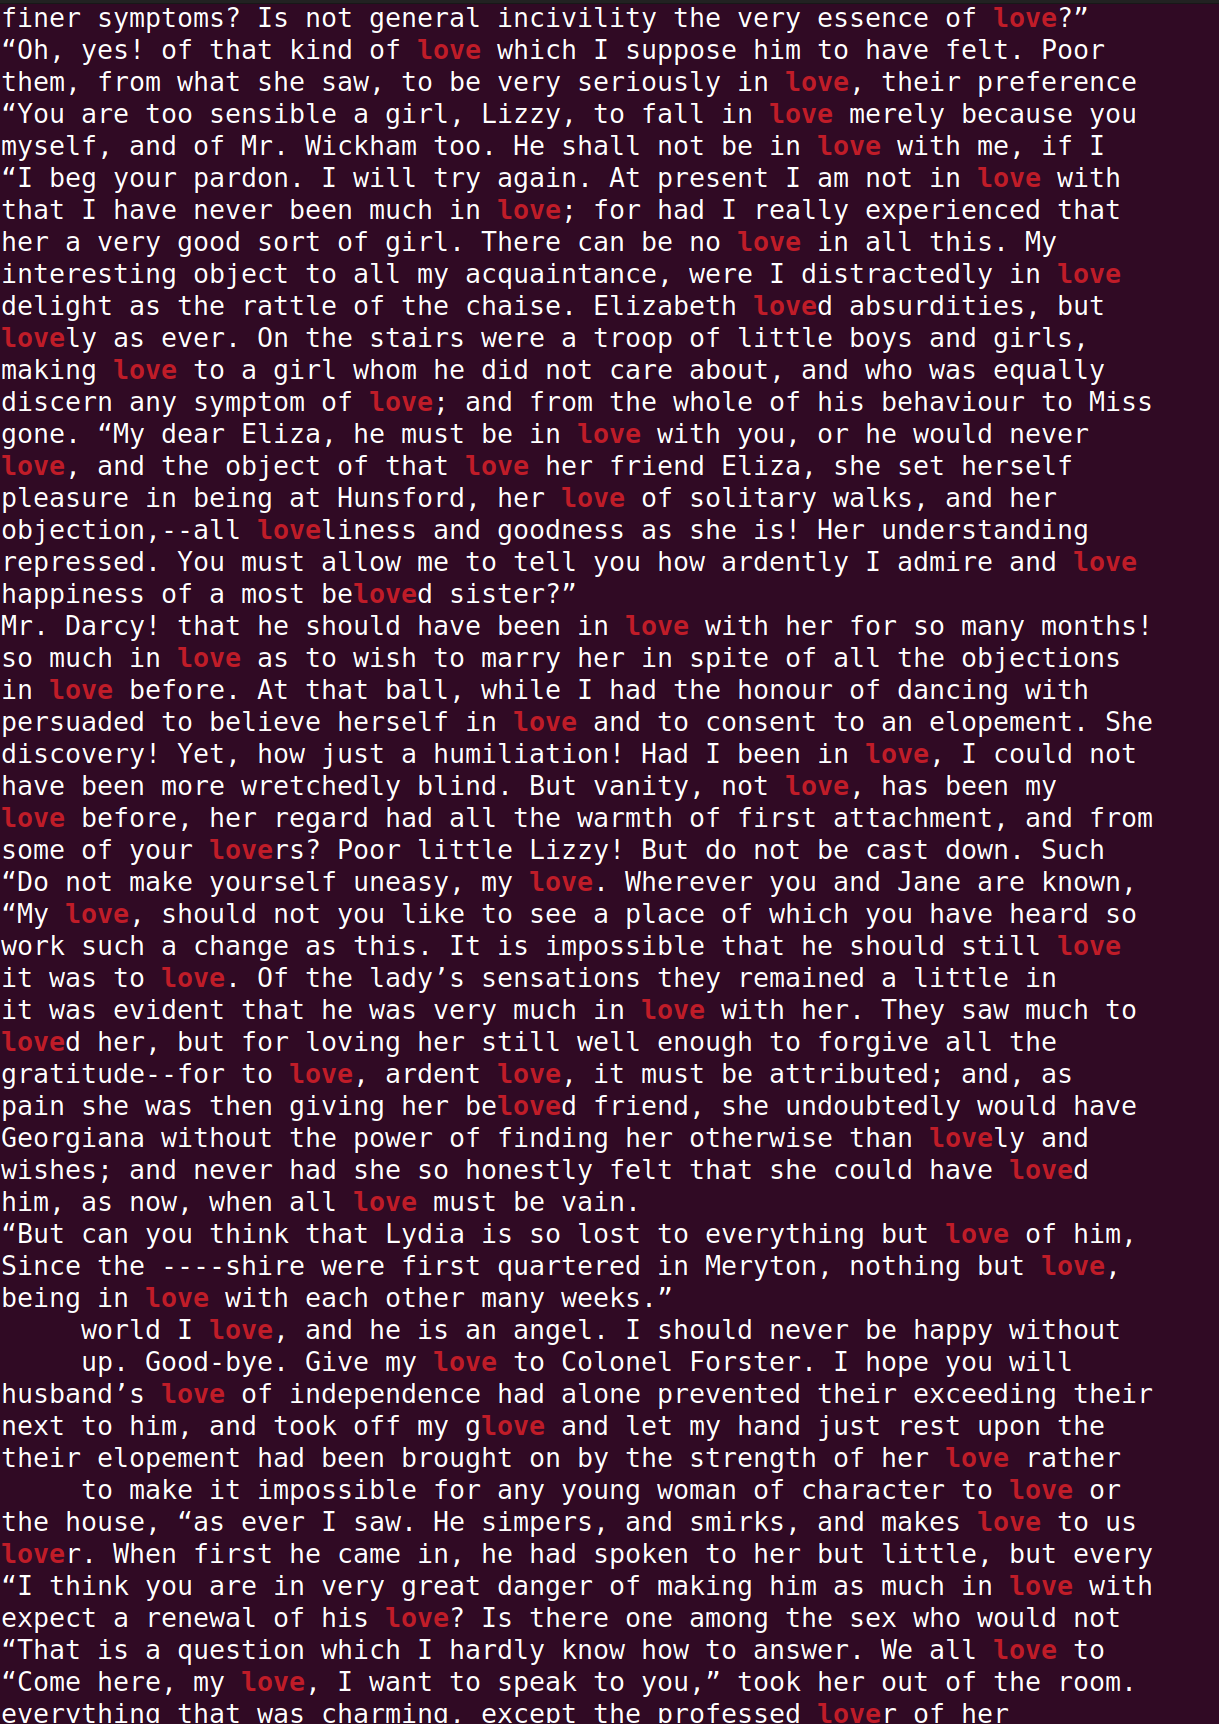 finer symptoms? Is not general incivility the very essence of love?”
“Oh, yes! of that kind of love which I suppose him to have felt. Poor
them, from what she saw, to be very seriously in love, their preference
“You are too sensible a girl, Lizzy, to fall in love merely because you
myself, and of Mr. Wickham too. He shall not be in love with me, if I
“I beg your pardon. I will try again. At present I am not in love with
that I have never been much in love; for had I really experienced that
her a very good sort of girl. There can be no love in all this. My
interesting object to all my acquaintance, were I distractedly in love
delight as the rattle of the chaise. Elizabeth loved absurdities, but
lovely as ever. On the stairs were a troop of little boys and girls,
making love to a girl whom he did not care about, and who was equally
discern any symptom of love; and from the whole of his behaviour to Miss
gone. “My dear Eliza, he must be in love with you, or he would never
love, and the object of that love her friend Eliza, she set herself
pleasure in being at Hunsford, her love of solitary walks, and her
objection,--all loveliness and goodness as she is! Her understanding
repressed. You must allow me to tell you how ardently I admire and love
happiness of a most beloved sister?”
Mr. Darcy! that he should have been in love with her for so many months!
so much in love as to wish to marry her in spite of all the objections
in love before. At that ball, while I had the honour of dancing with
persuaded to believe herself in love and to consent to an elopement. She
discovery! Yet, how just a humiliation! Had I been in love, I could not
have been more wretchedly blind. But vanity, not love, has been my
love before, her regard had all the warmth of first attachment, and from
some of your lovers? Poor little Lizzy! But do not be cast down. Such
“Do not make yourself uneasy, my love. Wherever you and Jane are known,
“My love, should not you like to see a place of which you have heard so
work such a change as this. It is impossible that he should still love
it was to love. Of the lady’s sensations they remained a little in
it was evident that he was very much in love with her. They saw much to
loved her, but for loving her still well enough to forgive all the
gratitude--for to love, ardent love, it must be attributed; and, as
pain she was then giving her beloved friend, she undoubtedly would have
Georgiana without the power of finding her otherwise than lovely and
wishes; and never had she so honestly felt that she could have loved
him, as now, when all love must be vain.
“But can you think that Lydia is so lost to everything but love of him,
Since the ----shire were first quartered in Meryton, nothing but love,
being in love with each other many weeks.”
world I love, and he is an angel. I should never be happy without
up. Good-bye. Give my love to Colonel Forster. I hope you will
husband’s love of independence had alone prevented their exceeding their
next to him, and took off my glove and let my hand just rest upon the
their elopement had been brought on by the strength of her love rather
to make it impossible for any young woman of character to love or
the house, “as ever I saw. He simpers, and smirks, and makes love to us
lover. When first he came in, he had spoken to her but little, but every
“I think you are in very great danger of making him as much in love with
expect a renewal of his love? Is there one among the sex who would not
“That is a question which I hardly know how to answer. We all love to
“Come here, my love, I want to speak to you,” took her out of the room.
everything that was charming, except the professed lover of her